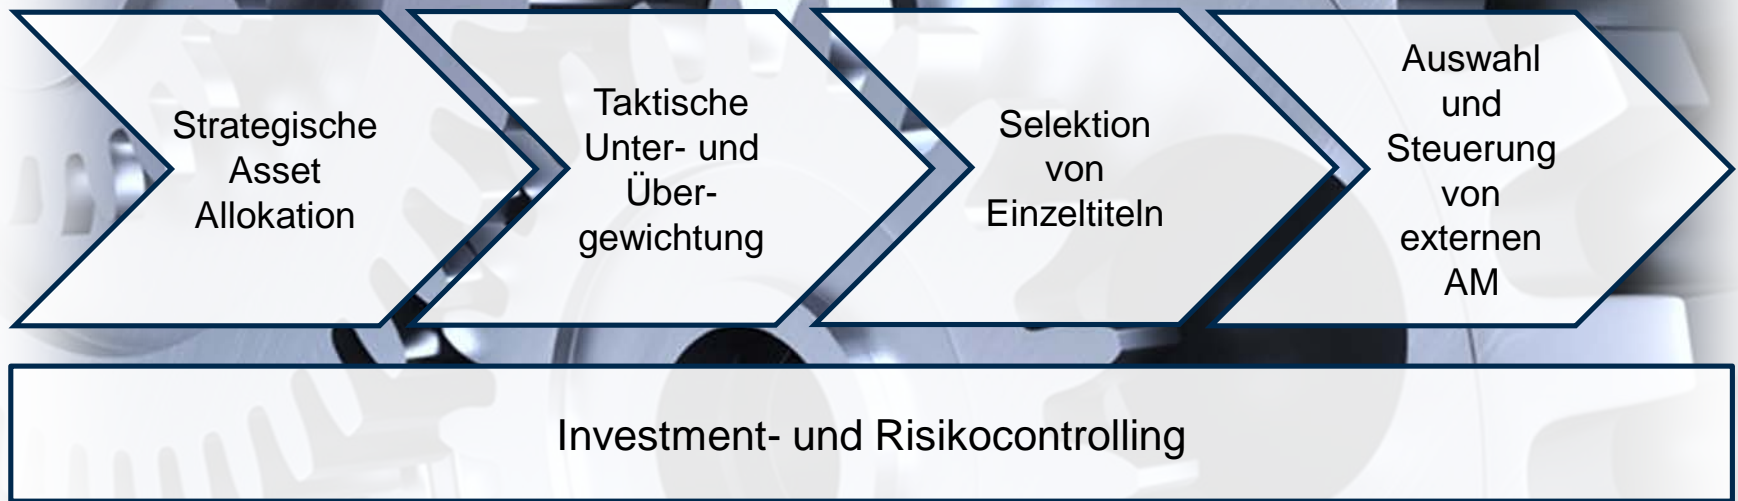 Strategische
Asset
Allokation
Taktische
Unter- und
Über-
gewichtung
Selektion
von
Einzeltiteln
Auswahl
und
Steuerung
von
externen
AM
Investment- und Risikocontrolling